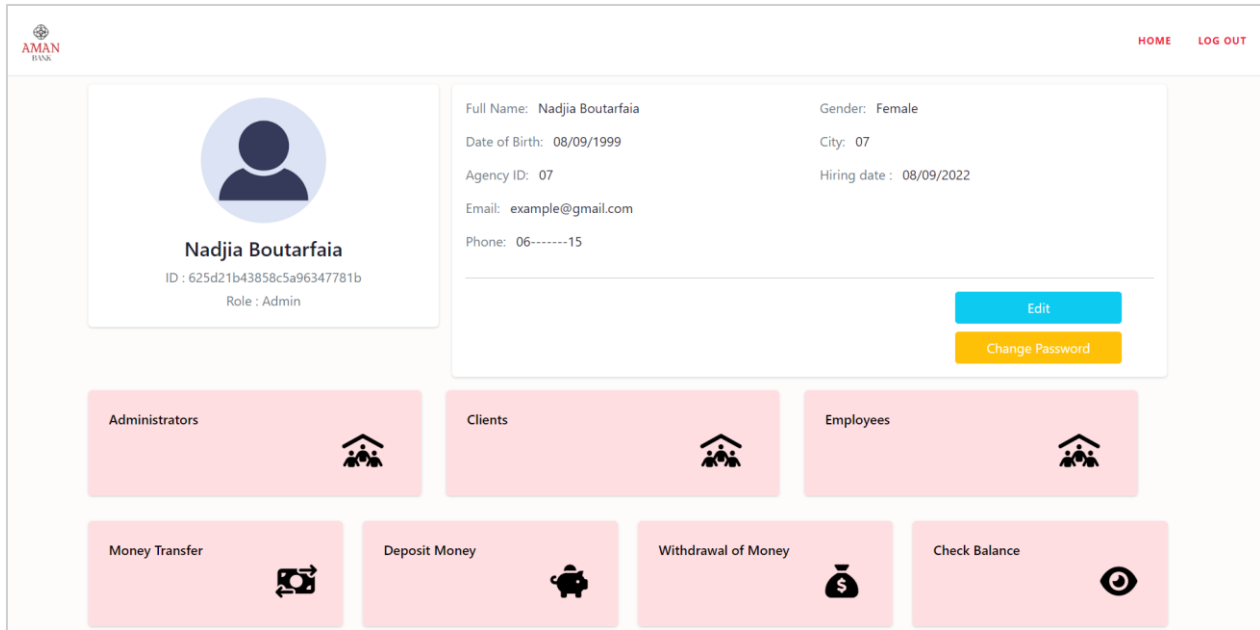 AMAN
BANK
HOME LOG OUT
Nadjia Boutarfaia
ID : 625d21b43858c5a96347781b
Role : Admin
Full Name: Nadjia Boutarfaia Gender: Female
Date of Birth: 08/09/1999 City: 07
Agency ID: 07 Hiring date : 08/09/2022
Email: example@gmail.com
Phone: 06-------15
Edit
Change Password
Administrators Clients Employees
Money Transfer Deposit Money Withdrawal of Money Check Balance